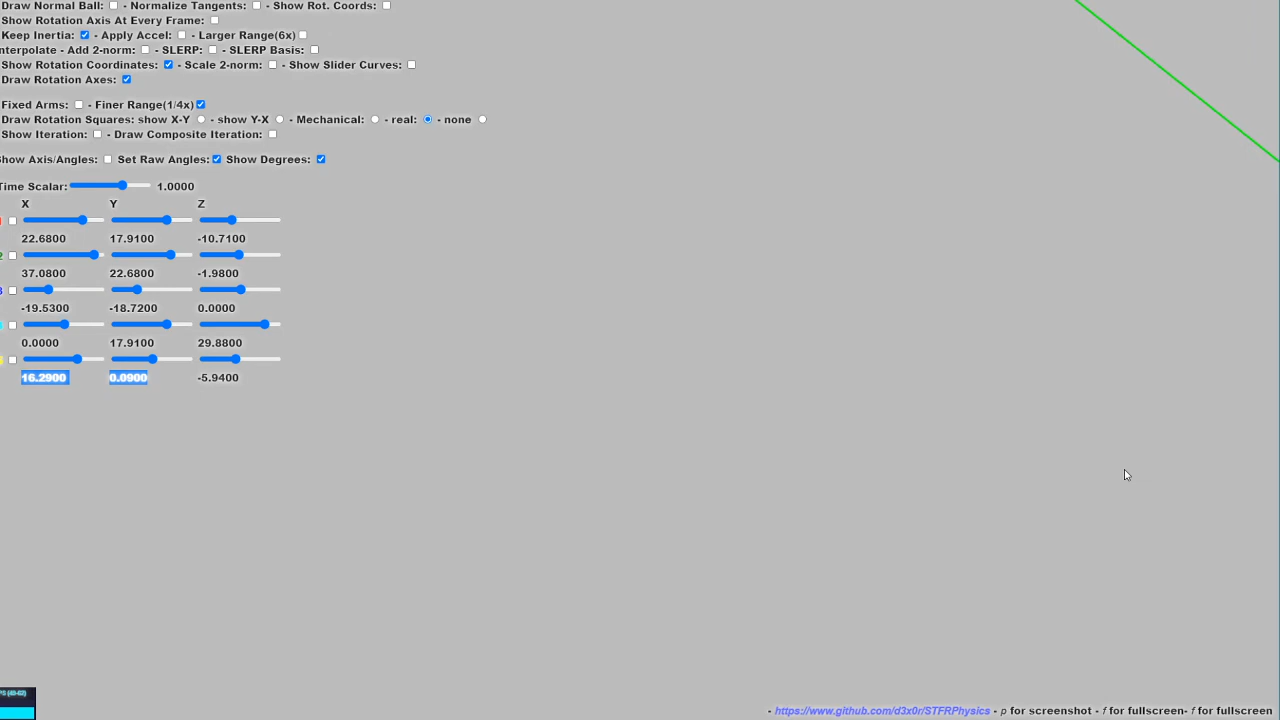 Draw Normal Ball: - Normalize Tangents: - Show Rot. Coords:
Show Rotation Axis At Every Frame:
Keep Inertia: - Apply Accel: - Larger Range(6x)
nterpolate - Add 2-norm: - SLERP: - SLERP Basis:
Show Rotation Coordinates: - Scale 2-norm: - Show Slider Curves:
Draw Rotation Axes:
Fixed Arms: - Finer Range(1/4x)
Draw Rotation Squares: show X-Y - show Y-X - Mechanical: - real: - none
Show Iteration: - Draw Composite Iteration:
Show Axis/Angles: Set Raw Angles: Show Degrees:
Time Scalar: 1.0000
X Y Z
22.6800 17.9100 -10.7100
2
37.0800 22.6800 -1.9800
3
-19.5300 -18.7200 0.0000
0.0000 17.9100 29.8800
16.2900 0.0900 -5.9400
- https://www.github.com/d3x0r/STFRPhysics - p for screenshot - f for fullscreen- f for fullscreen